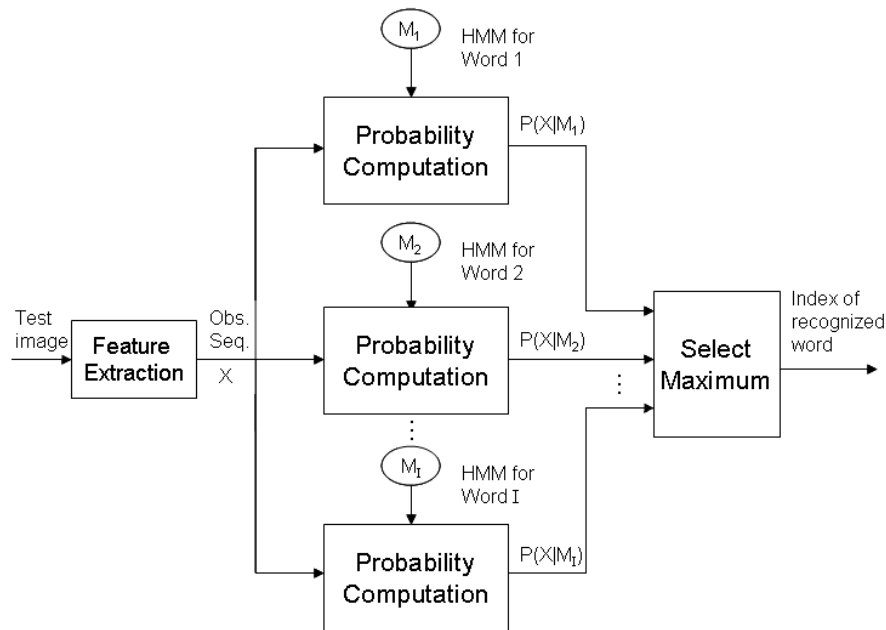 M1
HMM for
Word 1
Probability
Computation
P(X|M1)
M2
HMM for
Word 2
Test
image
Feature
Extraction
Obs.
Seq.
X
Probability
Computation
P(X|M2)
⋮
Select
Maximum
Index of
recognized
word
⋮
MI
HMM for
Word I
Probability
Computation
P(X|MI)